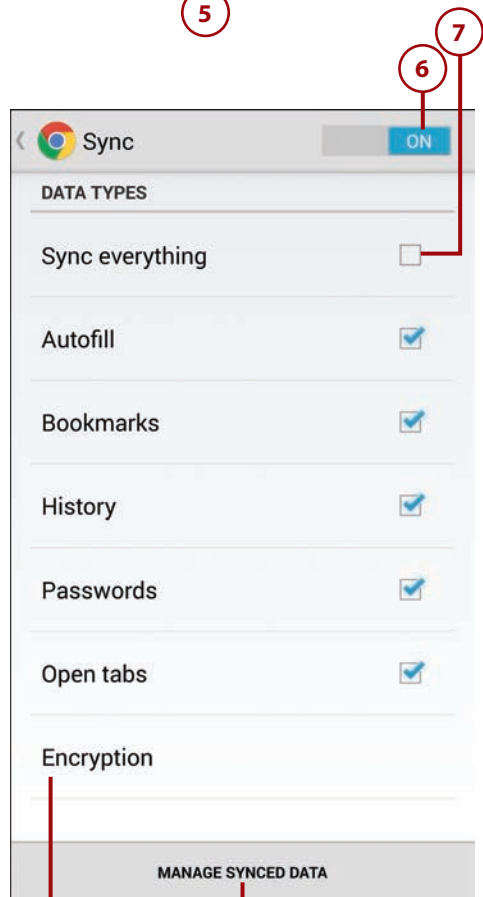 5
7
6
Sync ON
DATA TYPES
Sync everything
Autofill
Bookmarks
History
Passwords
Open tabs
Encryption
MANAGE SYNCED DATA